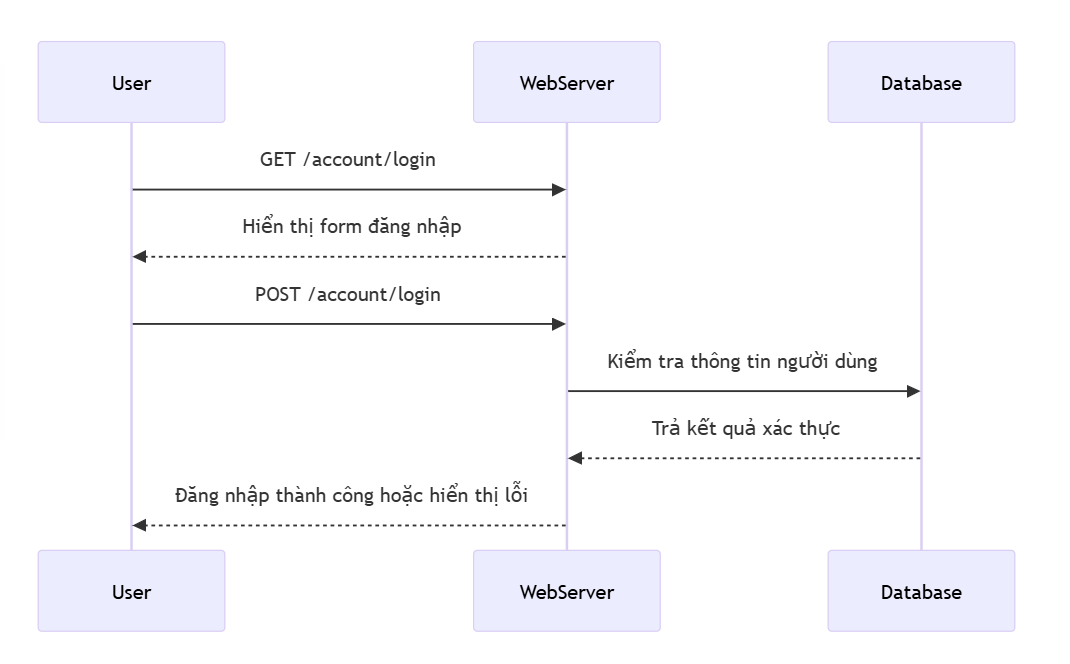 User
WebServer
Database
GET /account/login
Hiển thị form đăng nhập
POST /account/login
Kiểm tra thông tin người dùng
Trả kết quả xác thực
Đăng nhập thành công hoặc hiển thị lỗi
User
WebServer
Database